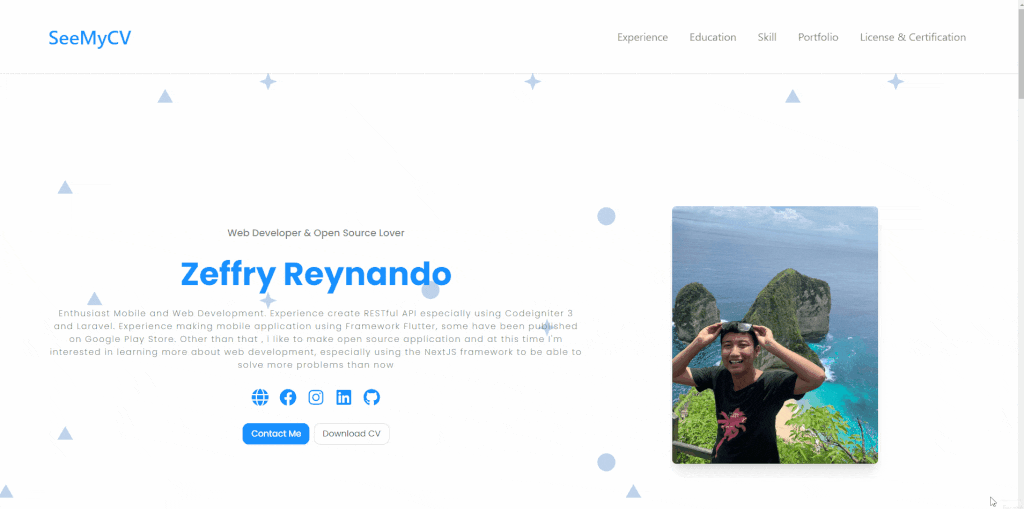 SeeMyCV
Experience Education Skill Portfolio License & Certification
Web Developer & Open Source Lover
Zeffry Reynando
Enthusiast Mobile and Web Development. Experience create RESTful API especially using Codeigniter 3
and Laravel. Experience making mobile application using Framework Flutter, some have been published
on Google Play Store. Other than that , i like to make open source application and at this time I'm
interested in learning more about web development, especially using the NextJS framework to be able to
solve more problems than now
Contact Me Download CV